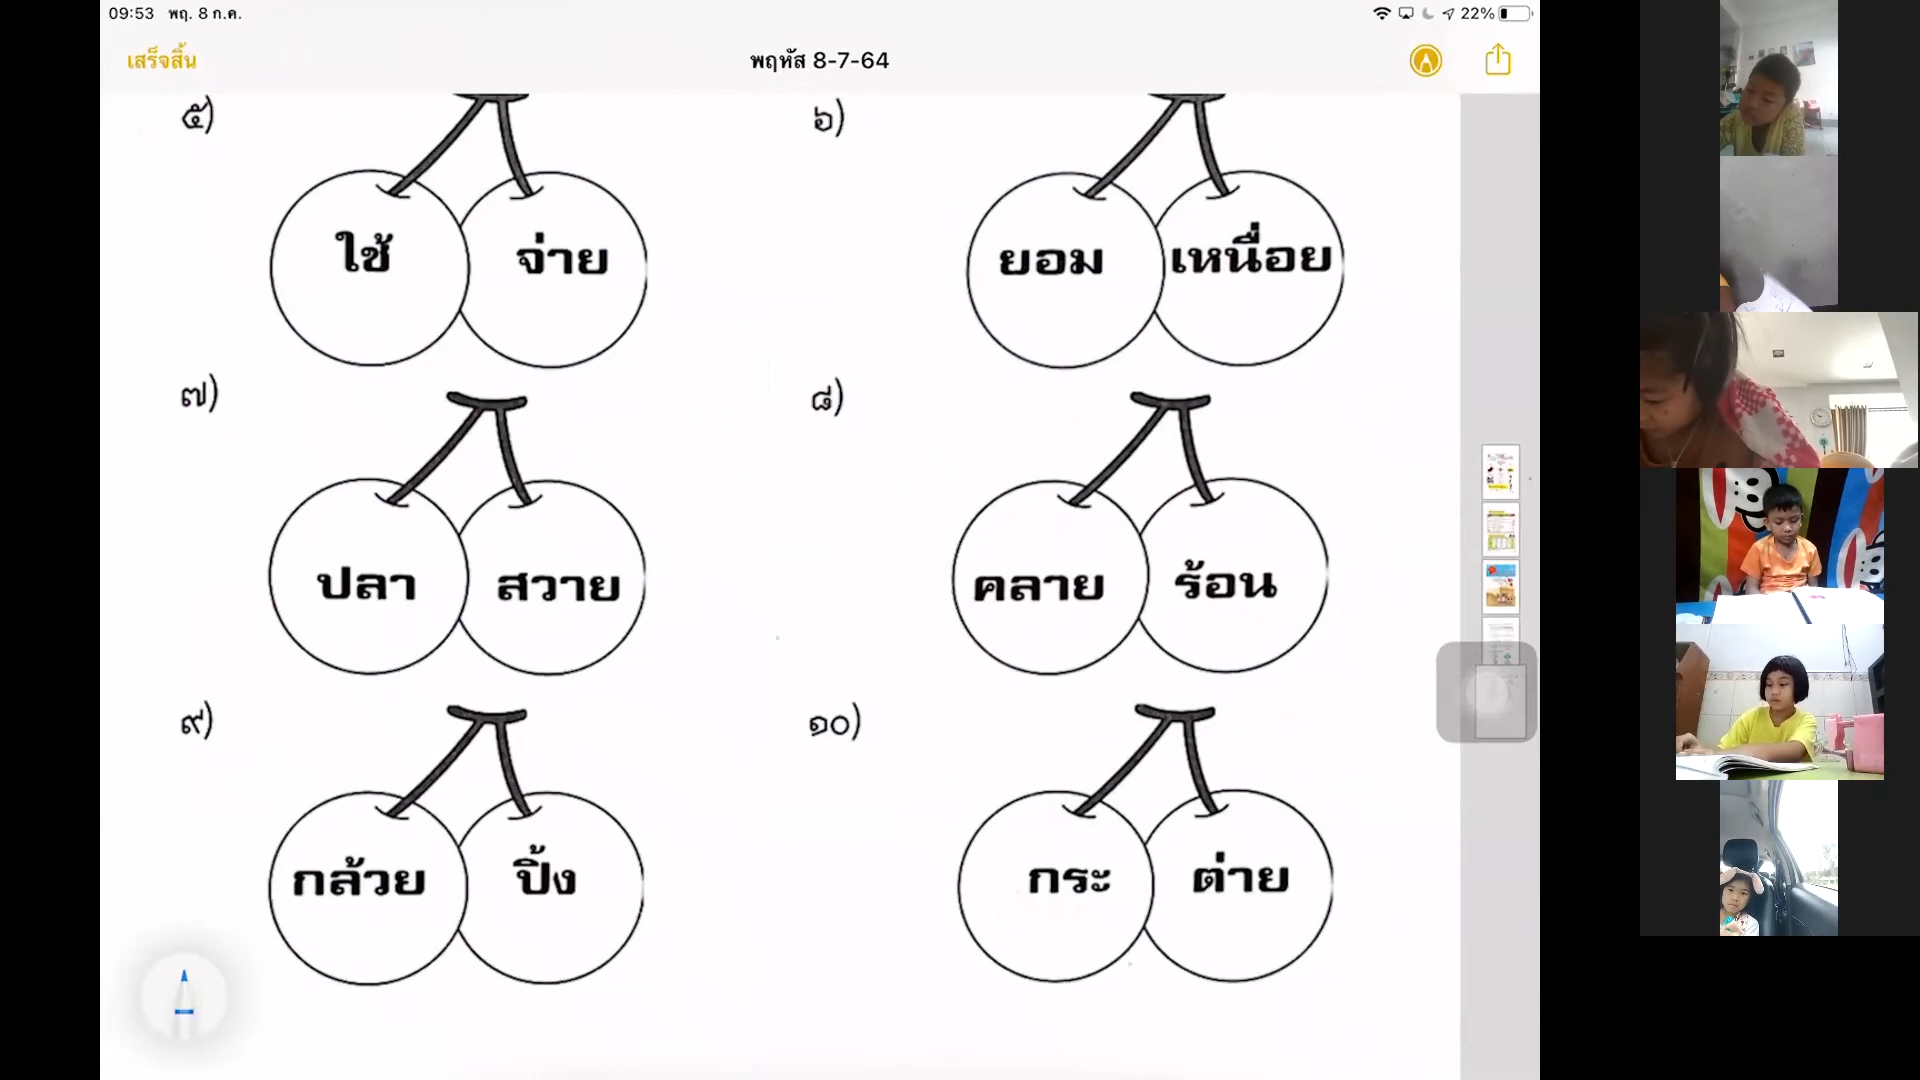 09:53 พฤ. 8 ก.ค.
22%
เสร็จสิ้น
พฤหัส 8-7-64
๕)
ใช้ จ่าย
๖)
ยอม เหนื่อย
๗)
ปลา สวาย
๘)
คลาย ร้อน
๙)
กล้วย ปิ้ง
๑๐)
กระ ต่าย